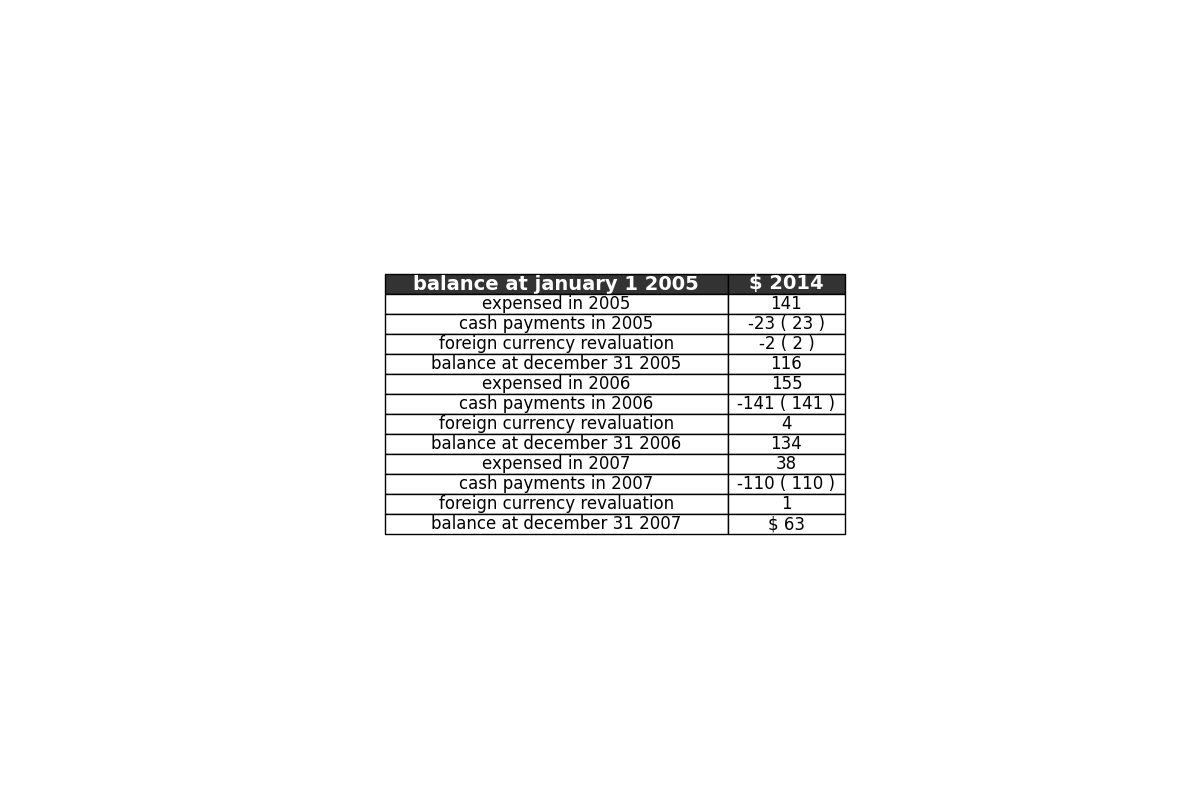 balance at january 1 2005 $ 2014
expensed in 2005 141
cash payments in 2005 -23 ( 23 )
foreign currency revaluation -2 ( 2 )
balance at december 31 2005 116
expensed in 2006 155
cash payments in 2006 -141 ( 141 )
foreign currency revaluation 4
balance at december 31 2006 134
expensed in 2007 38
cash payments in 2007 -110 ( 110 )
foreign currency revaluation 1
balance at december 31 2007 $ 63